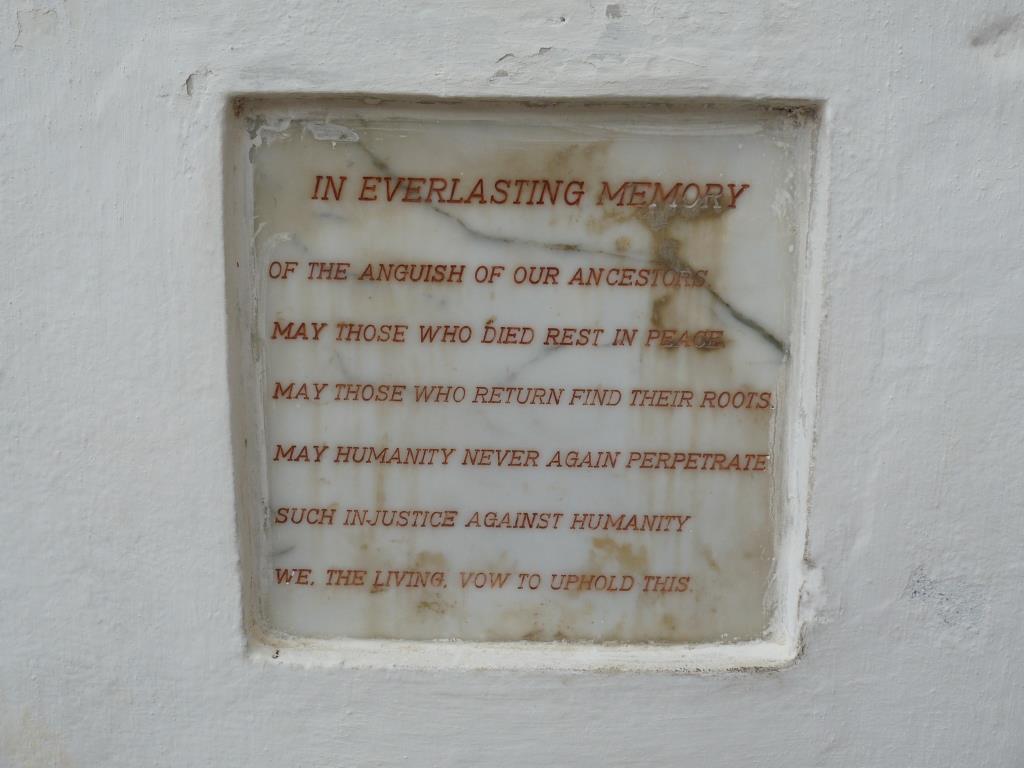 IN EVERLASTING MEMORY
OF THE ANGUISH OF OUR ANCESTORS.
MAY THOSE WHO DIED REST IN PEACE.
MAY THOSE WHO RETURN FIND THEIR ROOTS.
MAY HUMANITY NEVER AGAIN PERPETRATE
SUCH INJUSTICE AGAINST HUMANITY
WE, THE LIVING, VOW TO UPHOLD THIS.